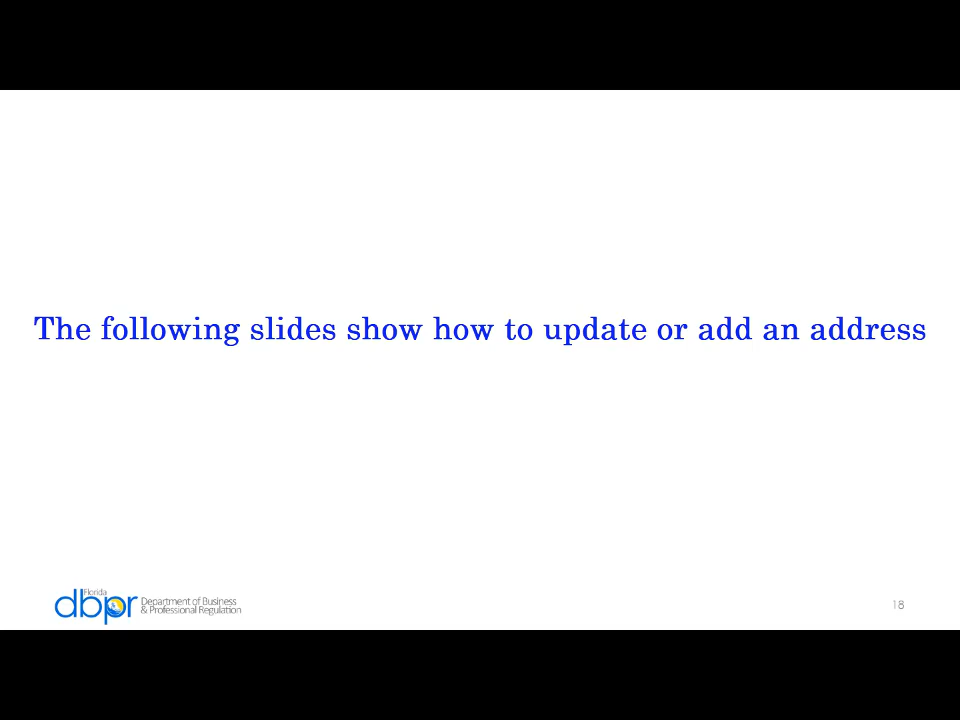 The following slides show how to update or add an address
Florida
dbpr
Department of Business
& Professional Regulation
18